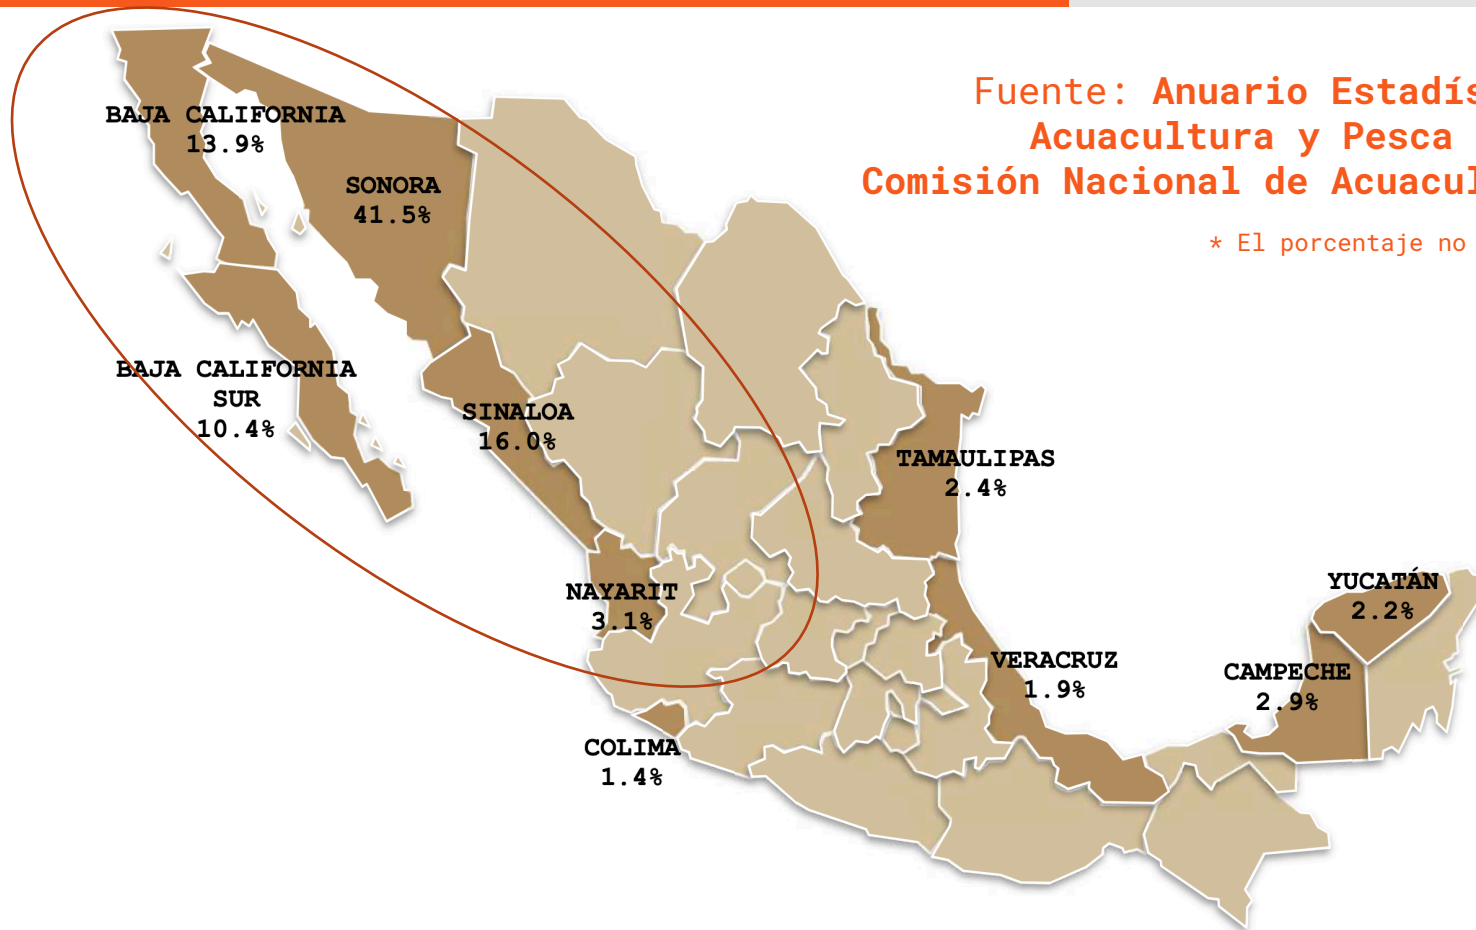 Fuente: Anuario Estadís
Acuacultura y Pesca
Comisión Nacional de Acuacul
* El porcentaje no
BAJA CALIFORNIA
13.9%
SONORA
41.5%
BAJA CALIFORNIA
SUR
10.4%
SINALOA
16.0%
TAMAULIPAS
2.4%
NAYARIT
3.1%
YUCATÁN
2.2%
VERACRUZ
1.9%
CAMPECHE
2.9%
COLIMA
1.4%